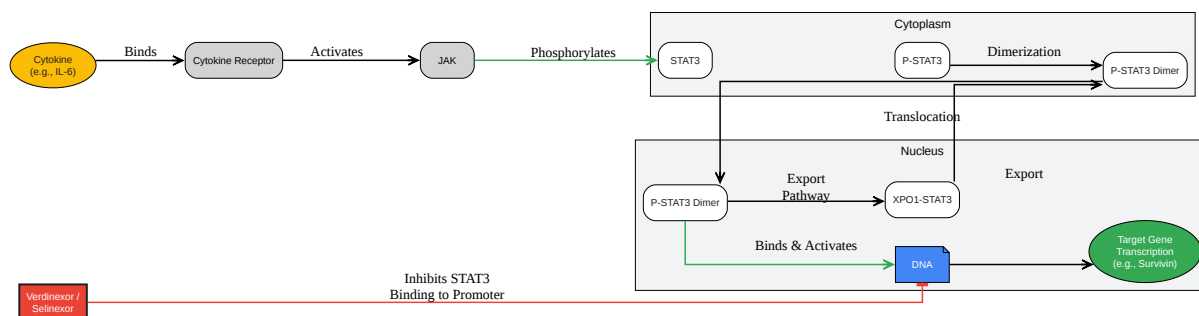 Cytoplasm
Cytokine
(e.g., IL-6)
Binds
Cytokine Receptor
Activates
JAK
Phosphorylates
STAT3
P-STAT3
Dimerization
P-STAT3 Dimer
Translocation
Nucleus
P-STAT3 Dimer
Export
Pathway
XPO1-STAT3
Export
Binds & Activates
DNA
Target Gene
Transcription
(e.g., Survivin)
Inhibits STAT3
Binding to Promoter
Verdinexor /
Selinexor